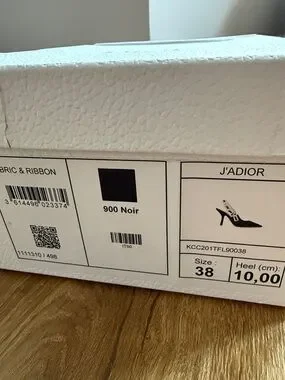 BRIC & RIBBON
3 614496 023374
1111310 / 498
900 Noir
J'ADIOR
KCC201TFL90038
Size :
38
Heel (cm):
10,00